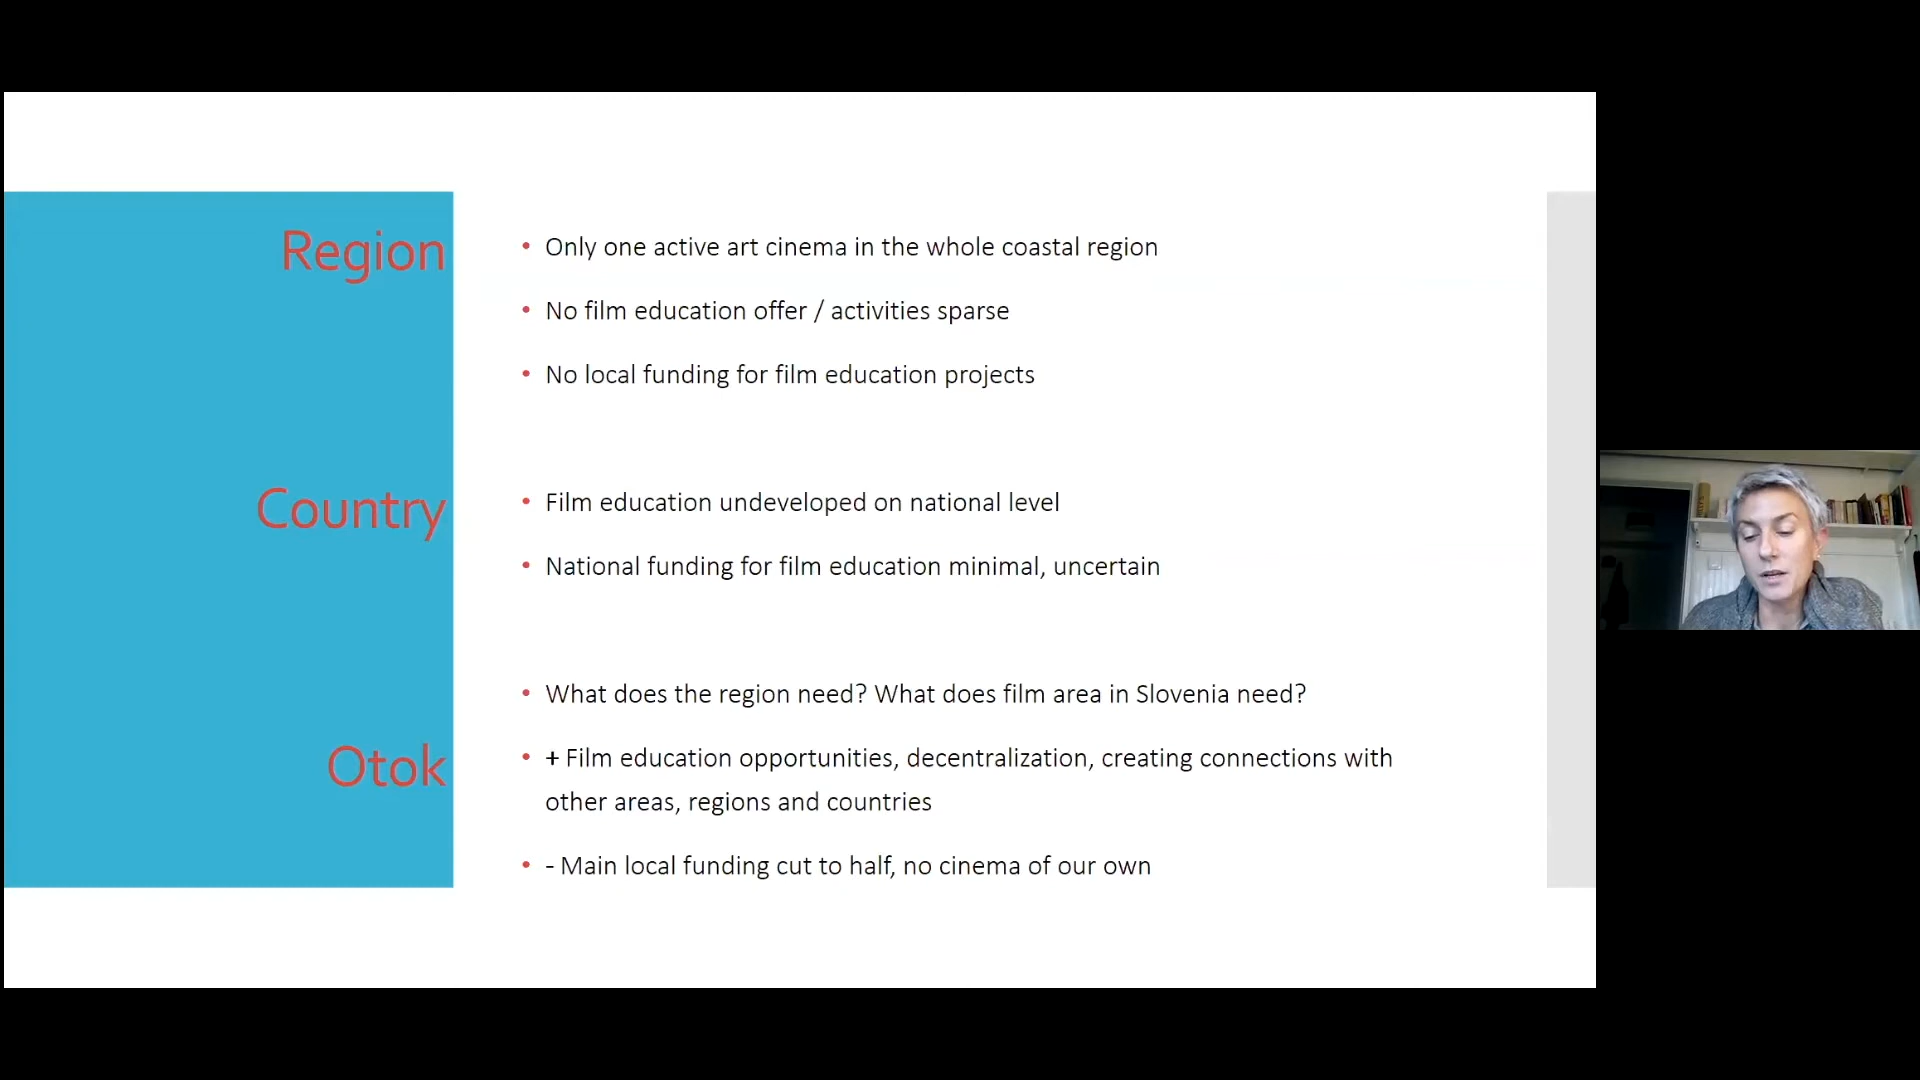 Region
• Only one active art cinema in the whole coastal region
• No film education offer / activities sparse
• No local funding for film education projects
Country
• Film education undeveloped on national level
• National funding for film education minimal, uncertain
Otok
• What does the region need? What does film area in Slovenia need?
• + Film education opportunities, decentralization, creating connections with
other areas, regions and countries
• - Main local funding cut to half, no cinema of our own